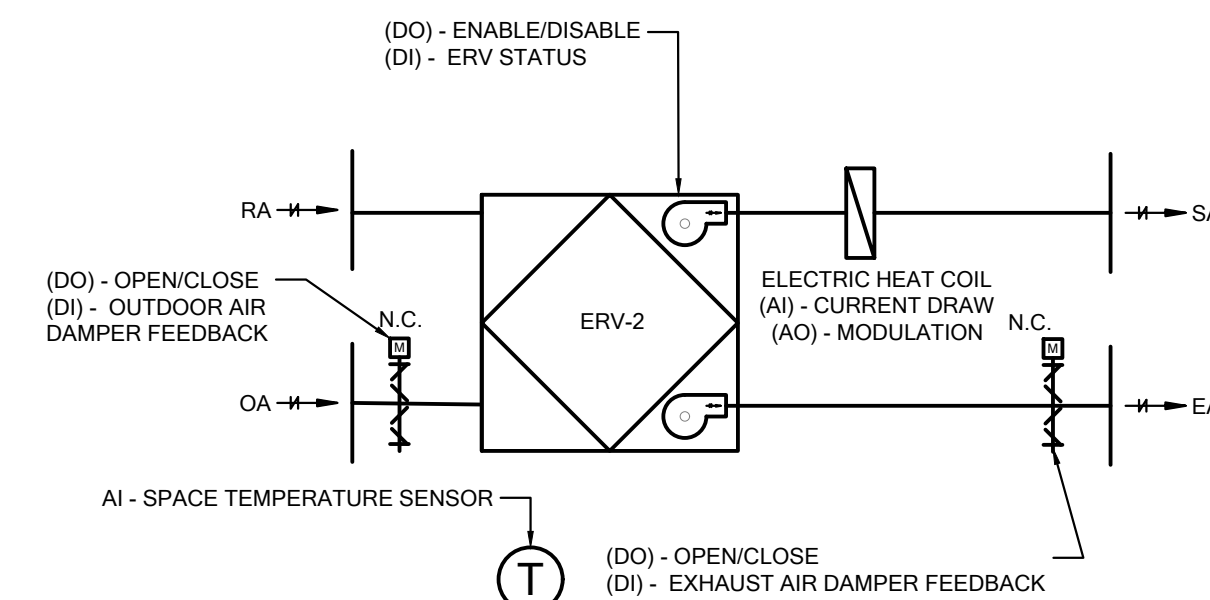 (DO) - ENABLE/DISABLE
(DI) - ERV STATUS
RA
SA
(DO) - OPEN/CLOSE
(DI) - OUTDOOR AIR
DAMPER FEEDBACK
N.C.
M
ERV-2
ELECTRIC HEAT COIL
(AI) - CURRENT DRAW
(AO) - MODULATION
N.C.
M
OA
EA
AI - SPACE TEMPERATURE SENSOR
T
(DO) - OPEN/CLOSE
(DI) - EXHAUST AIR DAMPER FEEDBACK